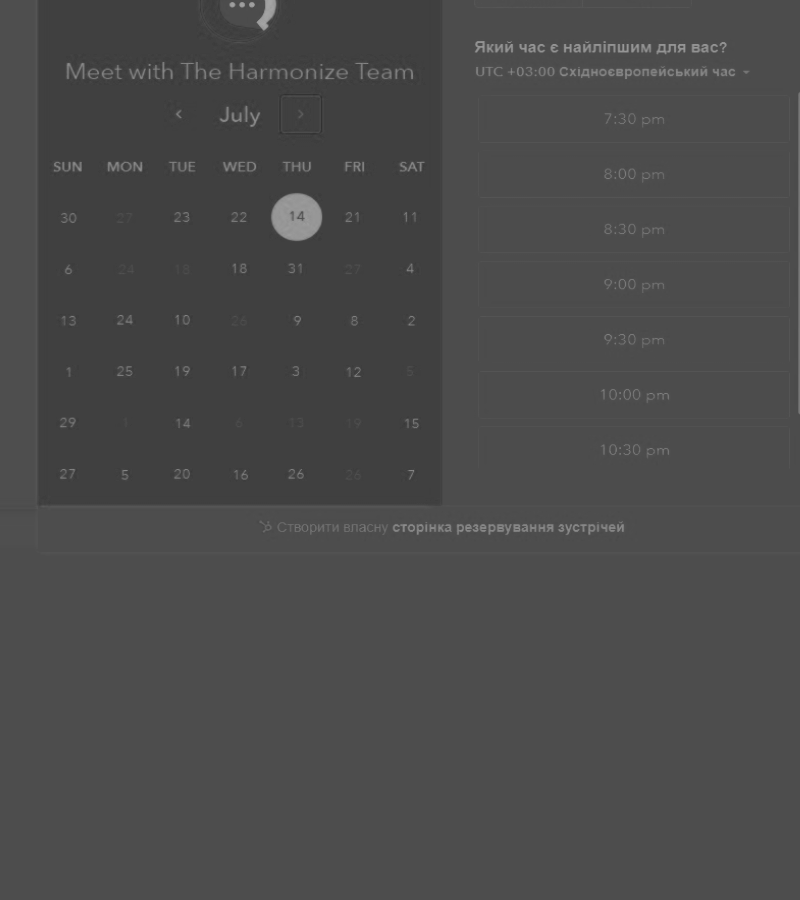 Meet with The Harmonize Team
July
SUN MON TUE WED THU FRI SAT
30 27 23 22 14 21 11
6 24 18 18 31 27 4
13 24 10 26 9 8 2
1 25 19 17 3 12 5
29 1 14 6 13 19 15
27 5 20 16 26 26 7
Який час є найліпшим для вас?
UTC +03:00 Східноєвропейський час
7:30 pm
8:00 pm
8:30 pm
9:00 pm
9:30 pm
10:00 pm
10:30 pm
Створити власну сторінка резервування зустрічей